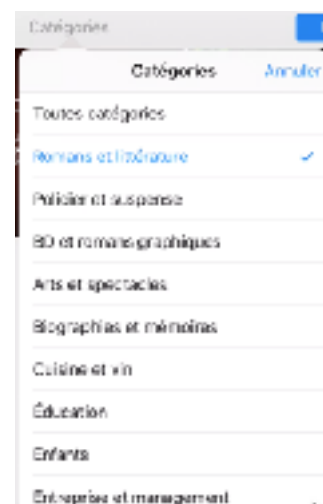 Catégories
Catégories Annuler
Toutes catégories
Romans et littérature
Policier et suspense
BD et romans graphiques
Arts et spectacles
Biographies et mémoires
Cuisine et vin
Éducation
Enfants
Entreprise et management